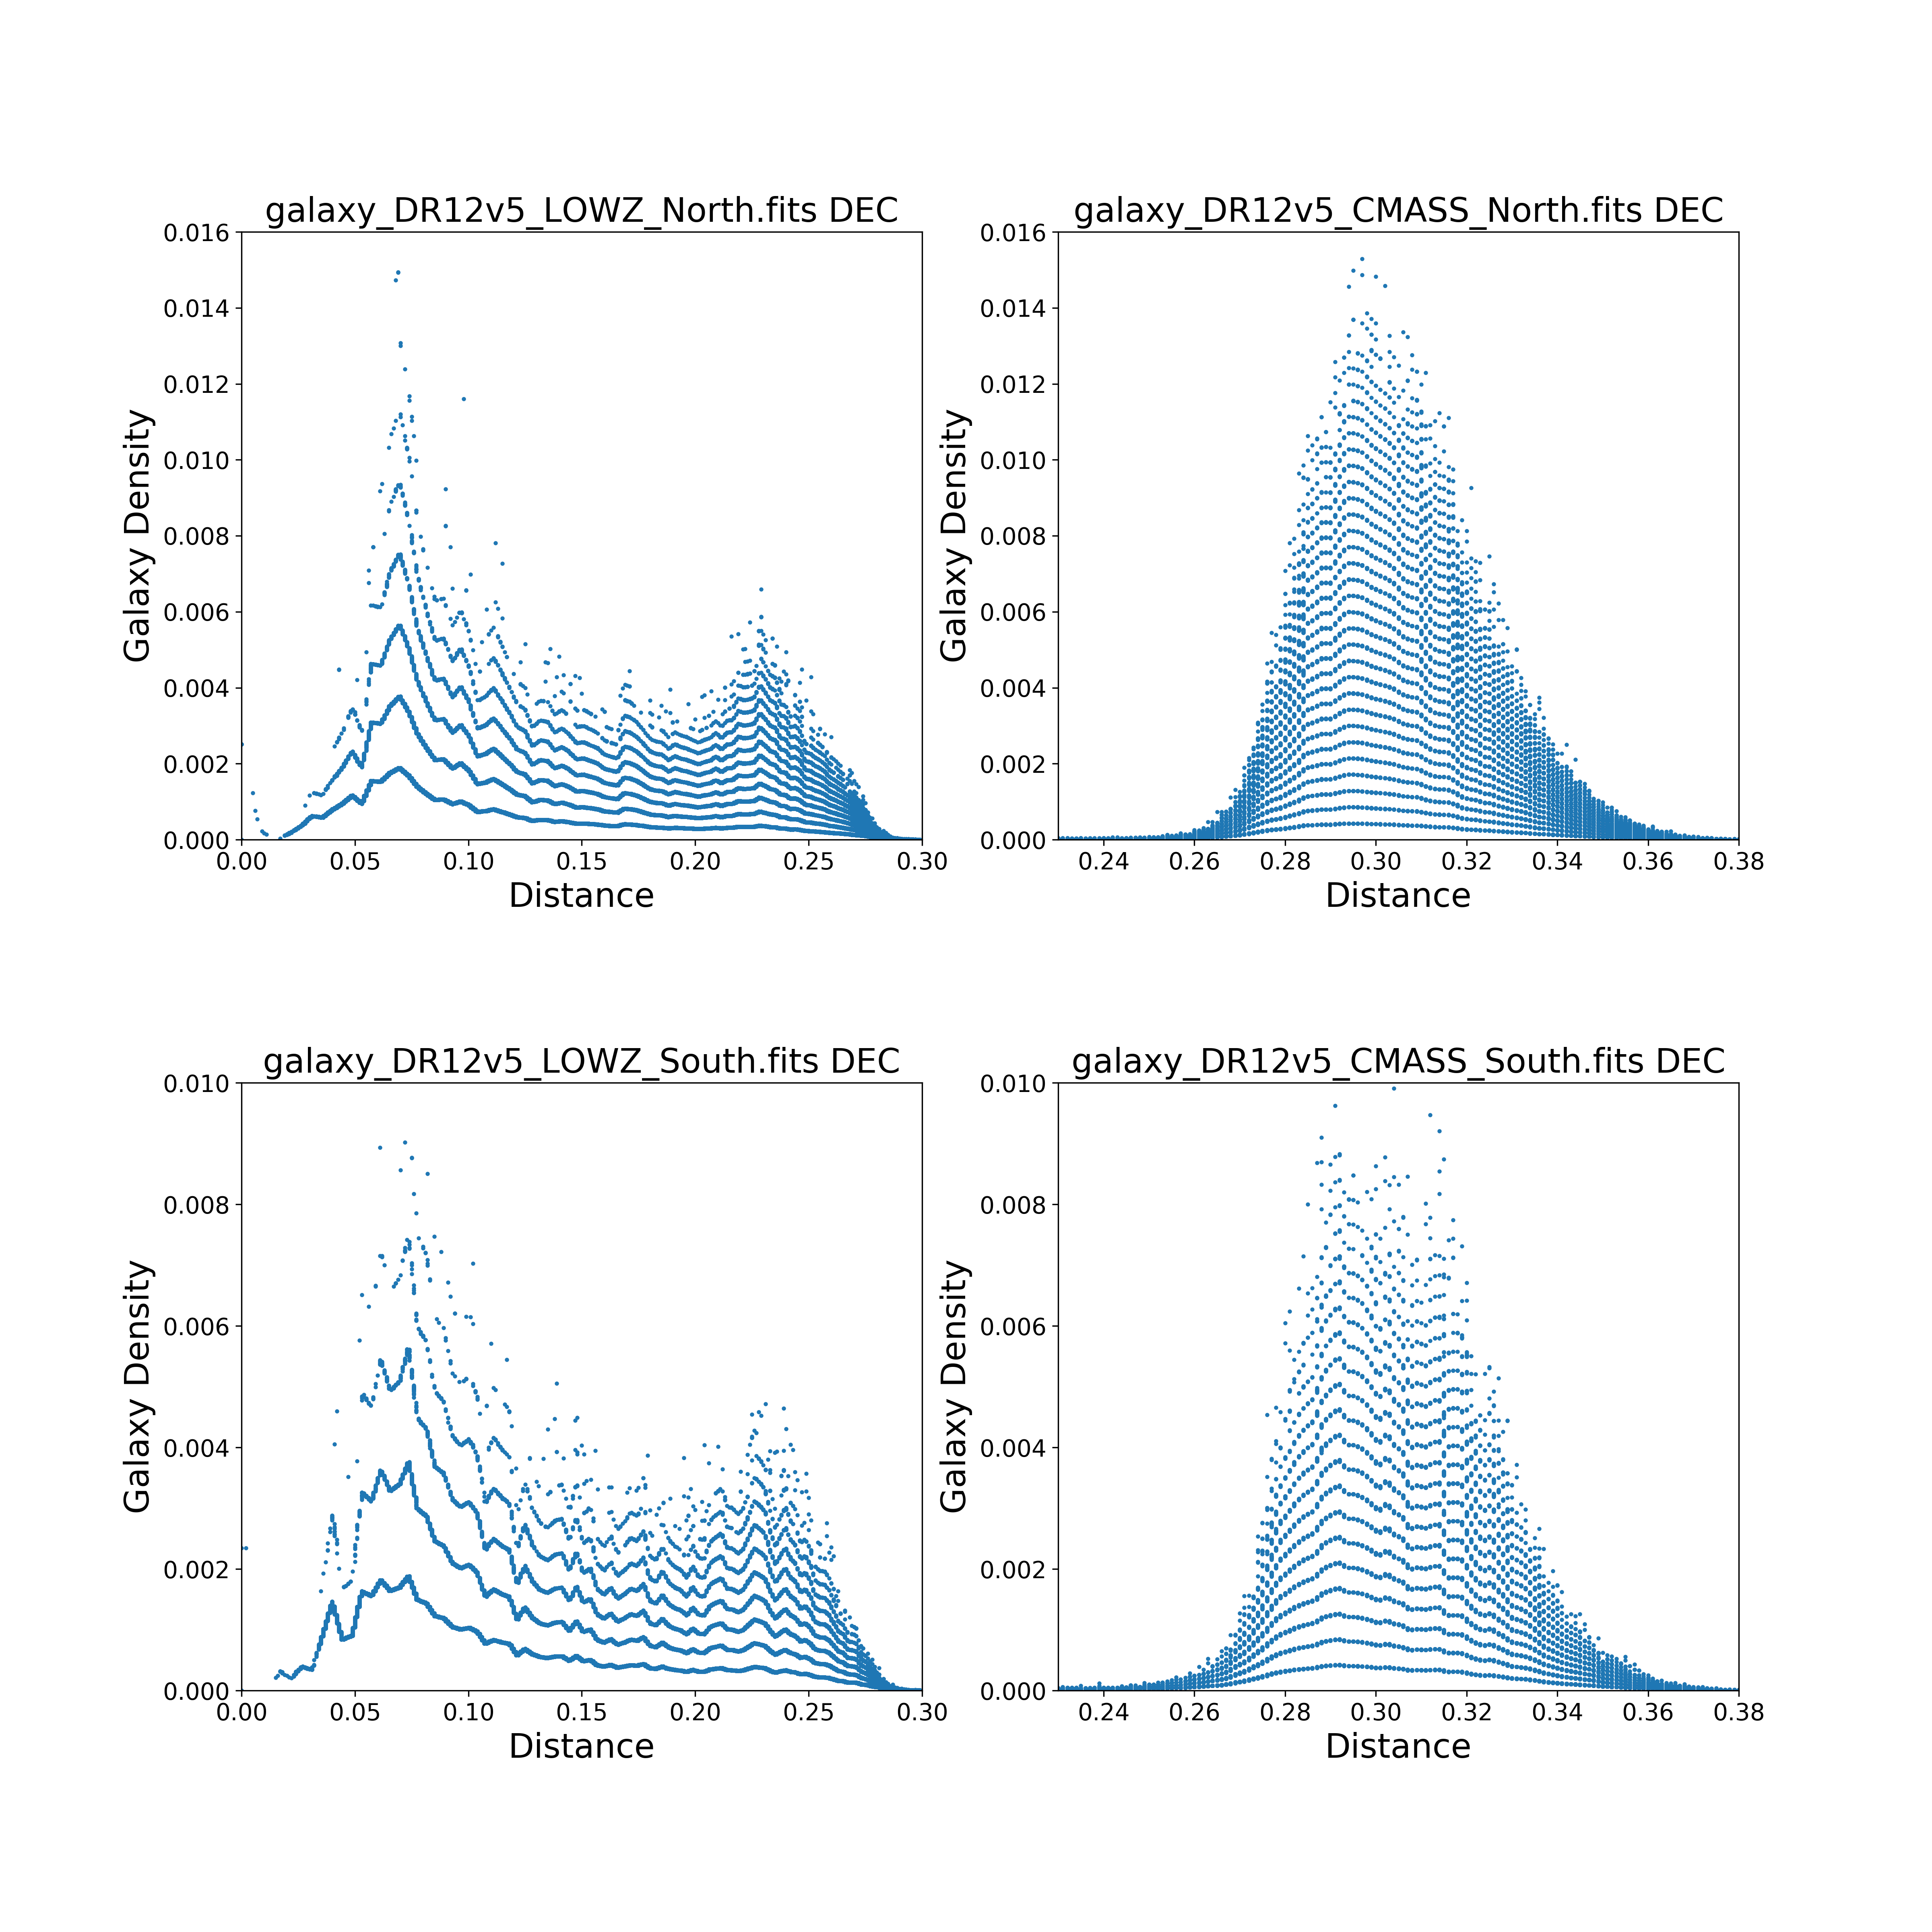 galaxy_DR12v5_LOWZ_North.fits DEC
0.016
0.014
0.012
0.010
0.008
0.006
0.004
0.002
0.000
Galaxy Density
0.00 0.05 0.10 0.15 0.20 0.25 0.30
Distance
galaxy_DR12v5_CMASS_North.fits DEC
0.016
0.014
0.012
0.010
0.008
0.006
0.004
0.002
0.000
Galaxy Density
0.24 0.26 0.28 0.30 0.32 0.34 0.36 0.38
Distance
galaxy_DR12v5_LOWZ_South.fits DEC
0.010
0.008
0.006
0.004
0.002
0.000
Galaxy Density
0.00 0.05 0.10 0.15 0.20 0.25 0.30
Distance
galaxy_DR12v5_CMASS_South.fits DEC
0.010
0.008
0.006
0.004
0.002
0.000
Galaxy Density
0.24 0.26 0.28 0.30 0.32 0.34 0.36 0.38
Distance